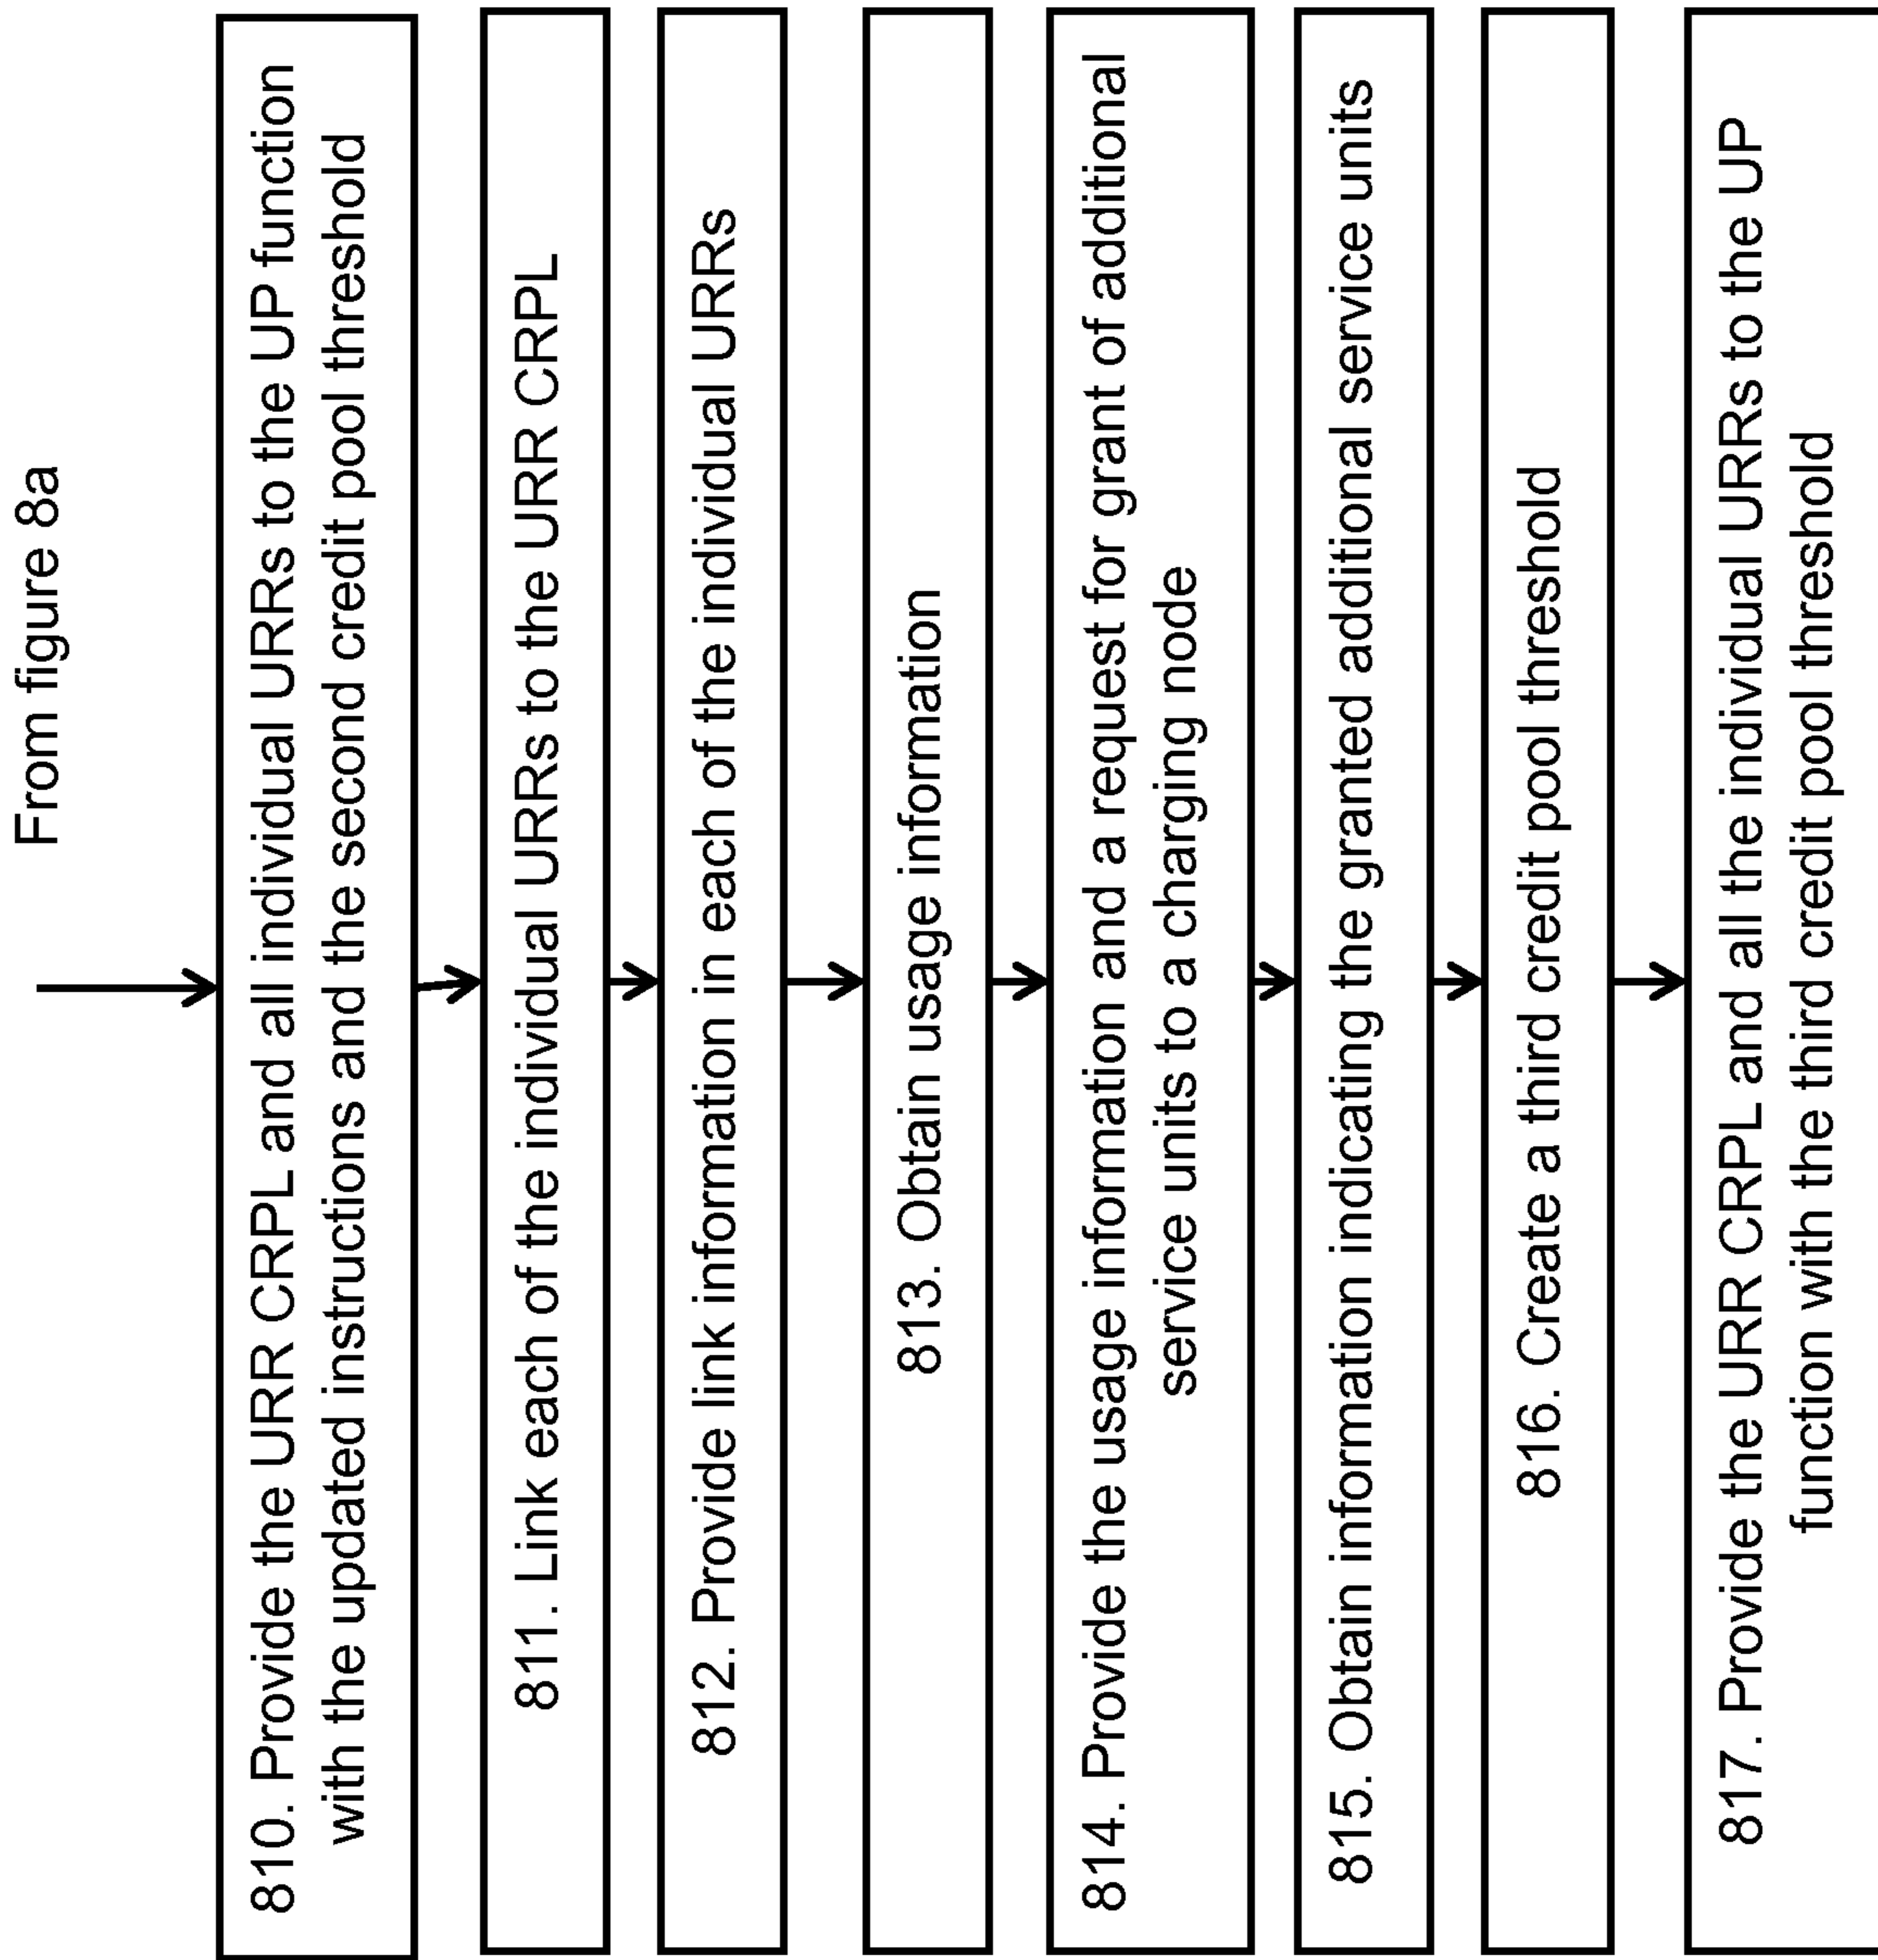 From figure 8a
810. Provide the URR CRPL and all individual URRs to the UP function
with the updated instructions and the second credit pool threshold
811. Link each of the individual URRs to the URR CRPL
812. Provide link information in each of the individual URRs
813. Obtain usage information
814. Provide the usage information and a request for grant of additional
service units to a charging node
815. Obtain information indicating the granted additional service units
816. Create a third credit pool threshold
817. Provide the URR CRPL and all the individual URRs to the UP
function with the third credit pool threshold